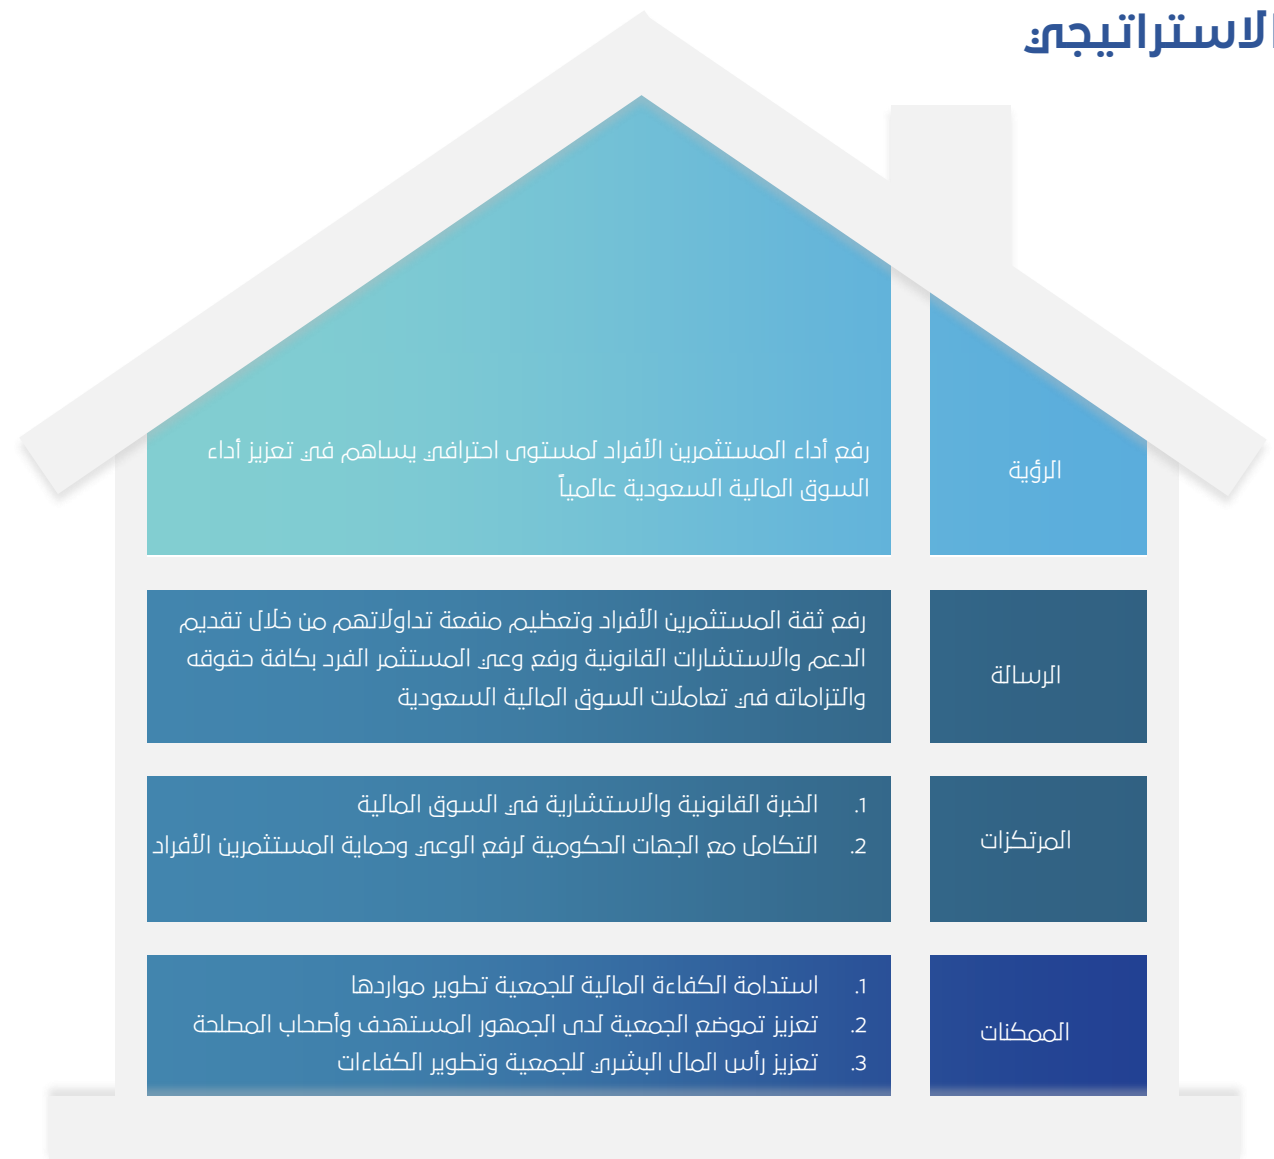 الاستراتيجي
الرؤية
رفع أداء المستثمرين الأفراد لمستوى احترافي يساهم في تعزيز أداء
السوق المالية السعودية عالمياً
الرسالة
رفع ثقة المستثمرين الأفراد وتعظيم منفعة تداولاتهم من خلال تقديم
الدعم والاستشارات القانونية ورفع وعي المستثمر الفرد بكافة حقوقه
والتزاماته في تعاملات السوق المالية السعودية
المرتكزات
1. الخبرة القانونية والاستشارية في السوق المالية
2. التكامل مع الجهات الحكومية لرفع الوعي وحماية المستثمرين الأفراد
الممكنات
1. استدامة الكفاءة المالية للجمعية تطوير مواردها
2. تعزيز تموضع الجمعية لدى الجمهور المستهدف وأصحاب المصلحة
3. تعزيز رأس المال البشري للجمعية وتطوير الكفاءات